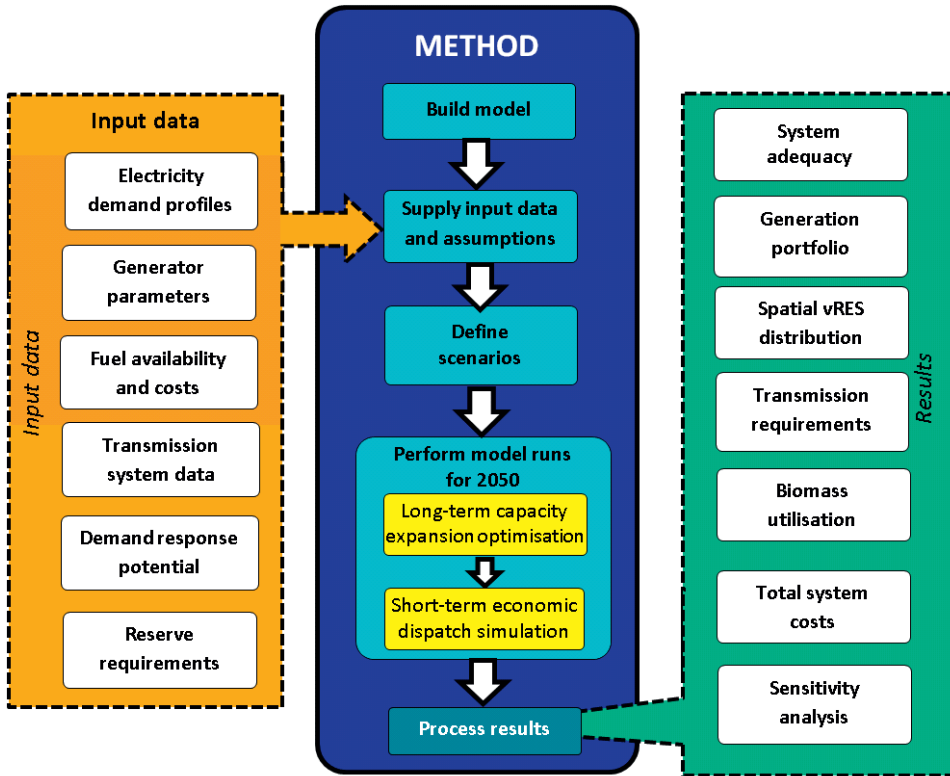 Input data
Input data
Electricity
demand profiles
Generator
parameters
Fuel availability
and costs
Transmission
system data
Demand response
potential
Reserve
requirements
METHOD
Build model
Supply input data
and assumptions
Define
scenarios
Perform model runs
for 2050
Long-term capacity
expansion optimisation
Short-term economic
dispatch simulation
Process results
System
adequacy
Generation
portfolio
Spatial vRES
distribution
Transmission
requirements
Biomass
utilisation
Total system
costs
Sensitivity
analysis
Results